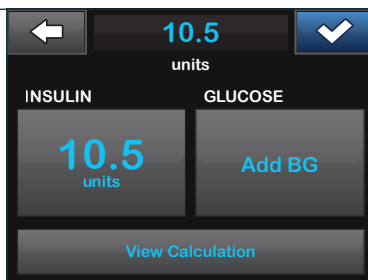 10.5
units
INSULIN GLUCOSE
10.5 Add BG
units
View Calculation